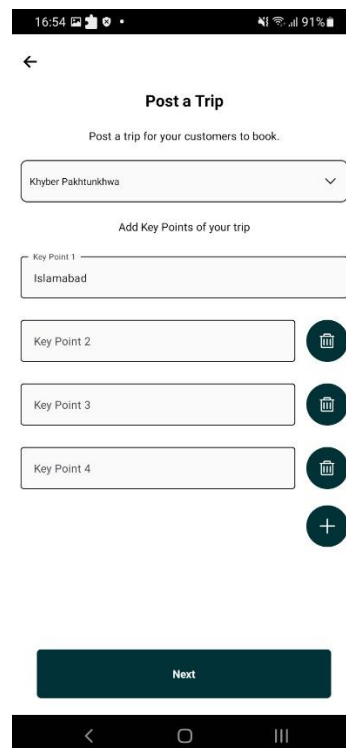 16:54 91%
Post a Trip
Post a trip for your customers to book.
Khyber Pakhtunkhwa
Add Key Points of your trip
Key Point 1
Islamabad
Key Point 2
Key Point 3
Key Point 4
Next